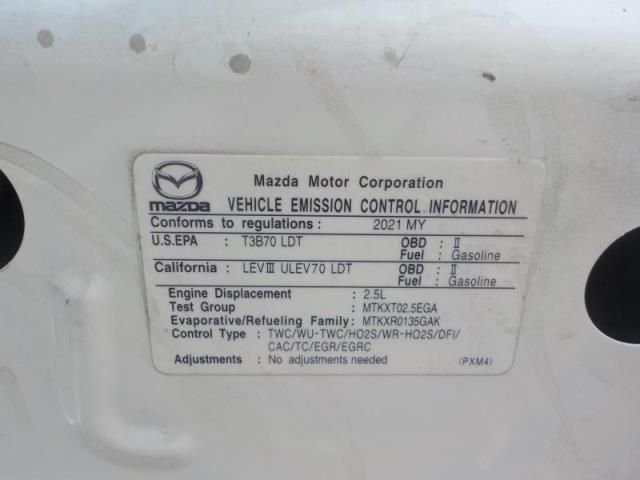 Mazda Motor Corporation
mazda VEHICLE EMISSION CONTROL INFORMATION
Conforms to regulations : 2021 MY
U.S.EPA : T3B70 LDT OBD : II
Fuel : Gasoline
California : LEVIII ULEV70 LDT OBD : II
Fuel : Gasoline
Engine Displacement : 2.5L
Test Group : MTKXT02.5EGA
Evaporative/Refueling Family: MTKXR0135GAK
Control Type : TWC/WU-TWC/HO2S/WR-HO2S/DFI/
CAC/TC/EGR/EGRC
Adjustments : No adjustments needed (PXM4)